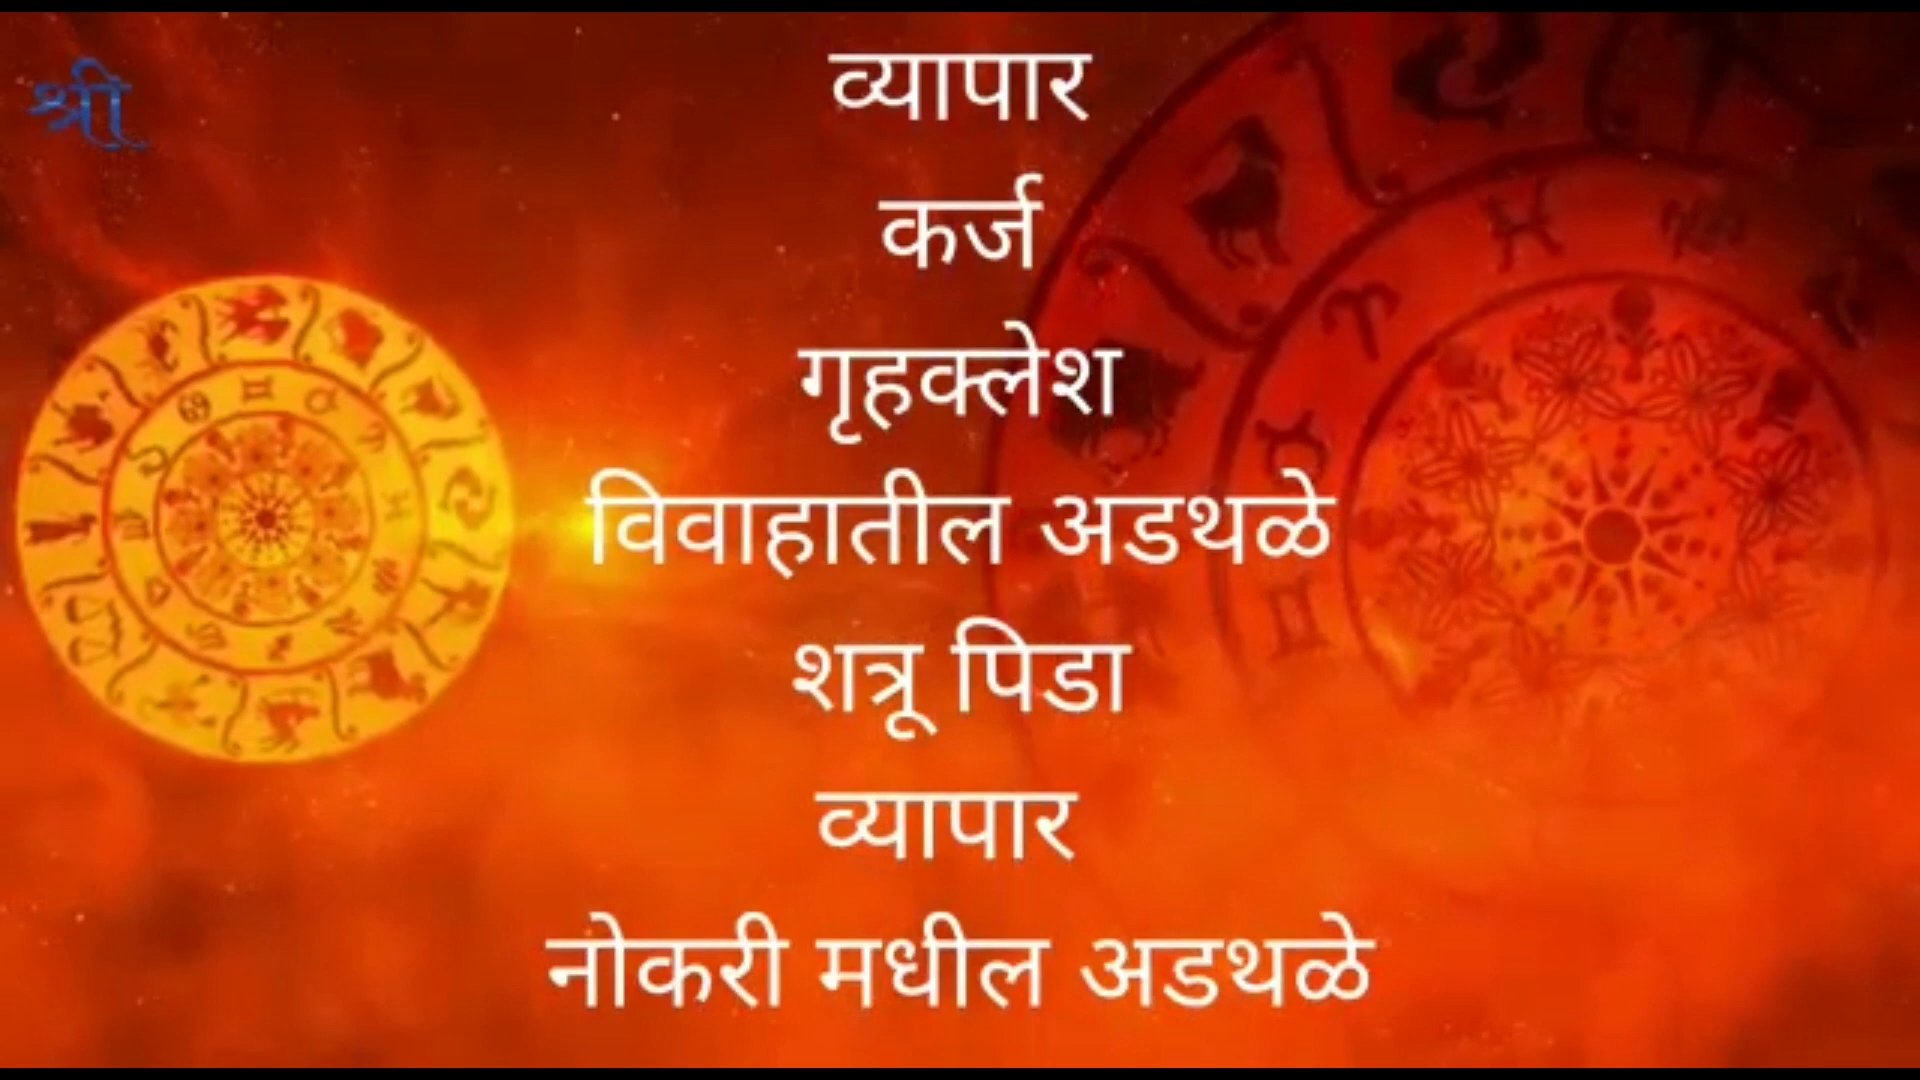 श्री
व्यापार
कर्ज
गृहक्लेश
विवाहातील अडथळे
शत्रू पिडा
व्यापार
नोकरी मधील अडथळे